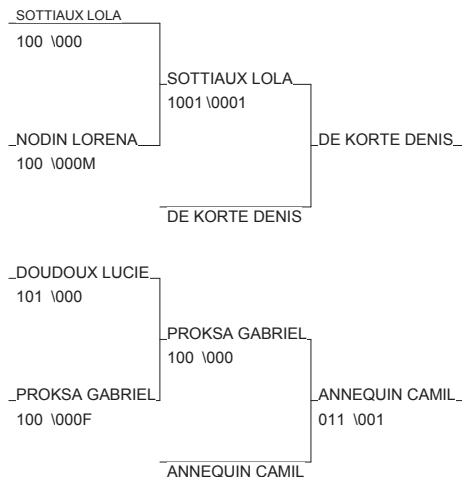 SOTTIAUX LOLA
100 \000
SOTTIAUX LOLA
1001 \0001
NODIN LORENA
100 \000M
DE KORTE DENIS
DE KORTE DENIS
DOUDOUX LUCIE
101 \000
PROKSA GABRIEL
100 \000
PROKSA GABRIEL
100 \000F
ANNEQUIN CAMIL
011 \001
ANNEQUIN CAMIL